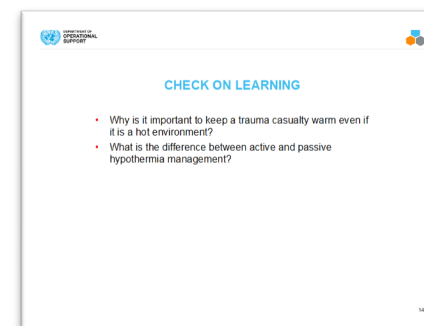 DEPARTMENT OF
OPERATIONAL
SUPPORT
CHECK ON LEARNING
• Why is it important to keep a trauma casualty warm even if
it is a hot environment?
• What is the difference between active and passive
hypothermia management?
14